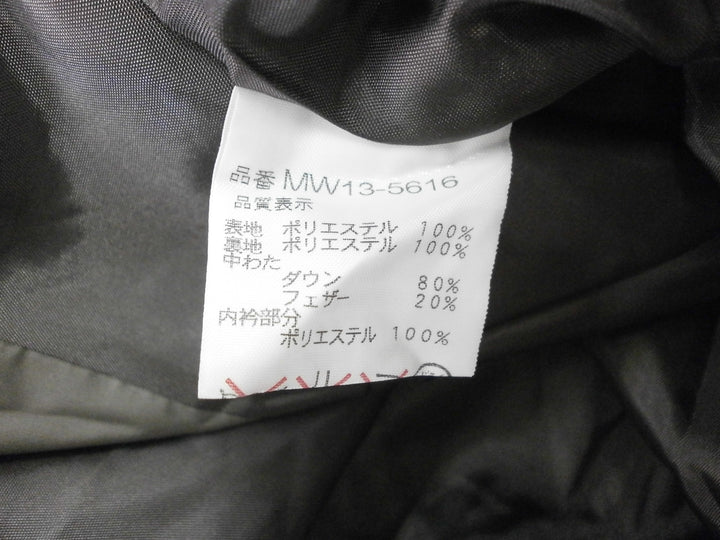 品番 MW13-5616
品質表示
表地 ポリエステル 100%
裏地 ポリエステル 100%
中わた
ダウン 80%
フェザー 20%
内衿部分
ポリエステル 100%